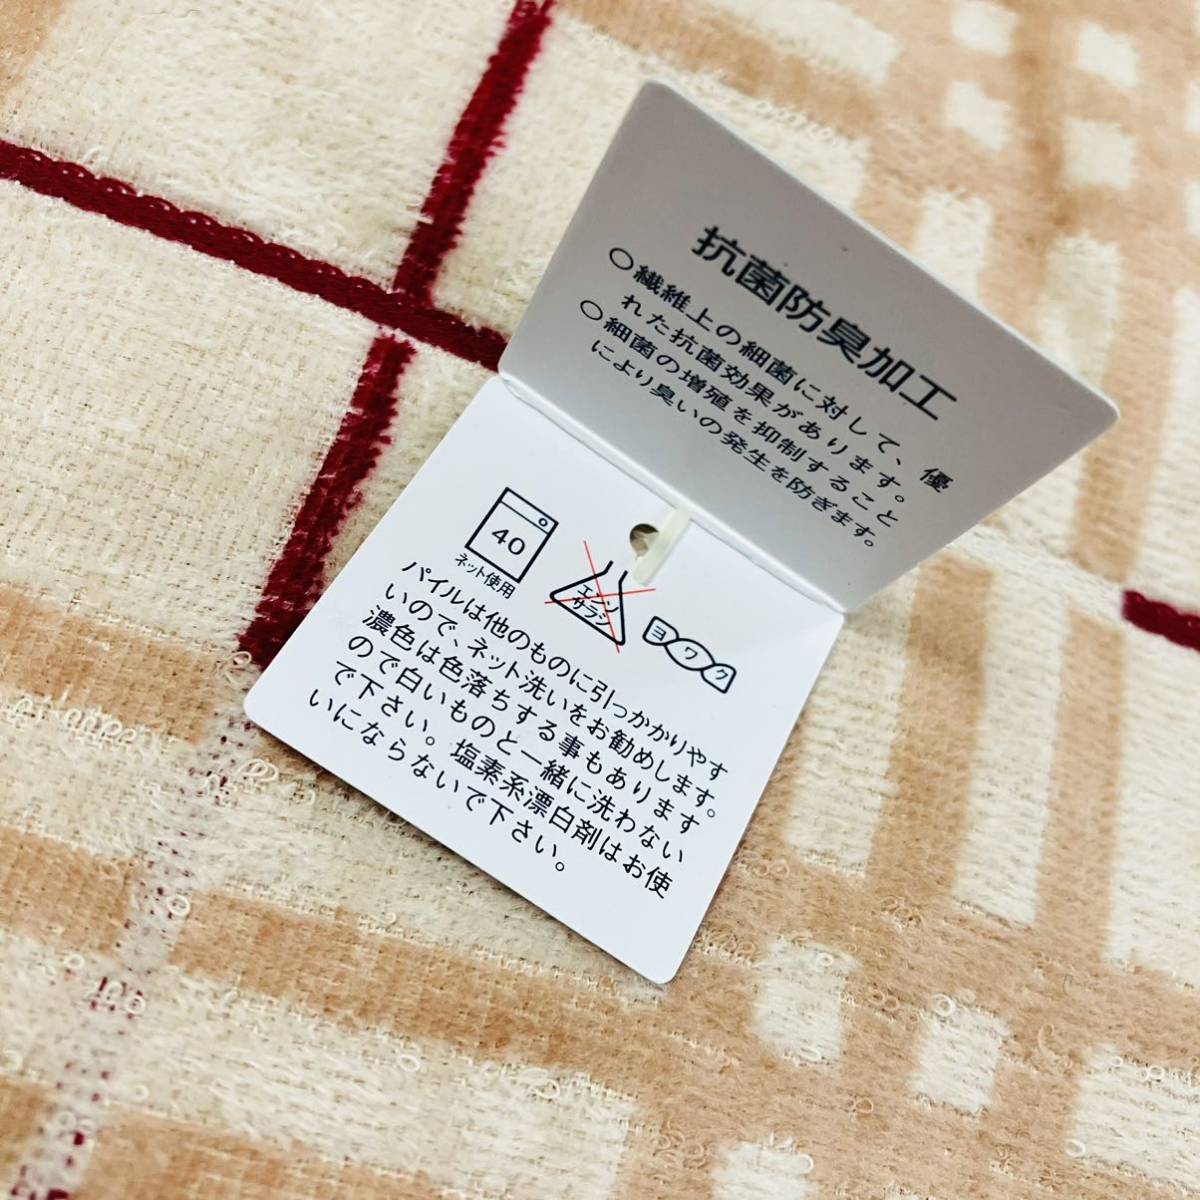 抗菌防臭加工
○繊維上の細菌に対して、優
れた抗菌効果があります。
○細菌の増殖を抑制すること
により臭いの発生を防ぎます。
40
ネット使用
エンソ
サラシ
ヨワク
パイルは他のものに引っかかりやす
いので、ネット洗いをお勧めします。
濃色は色落ちする事もあります
ので白いものと一緒に洗わない
で下さい。塩素系漂白剤はお使
いにならないで下さい。